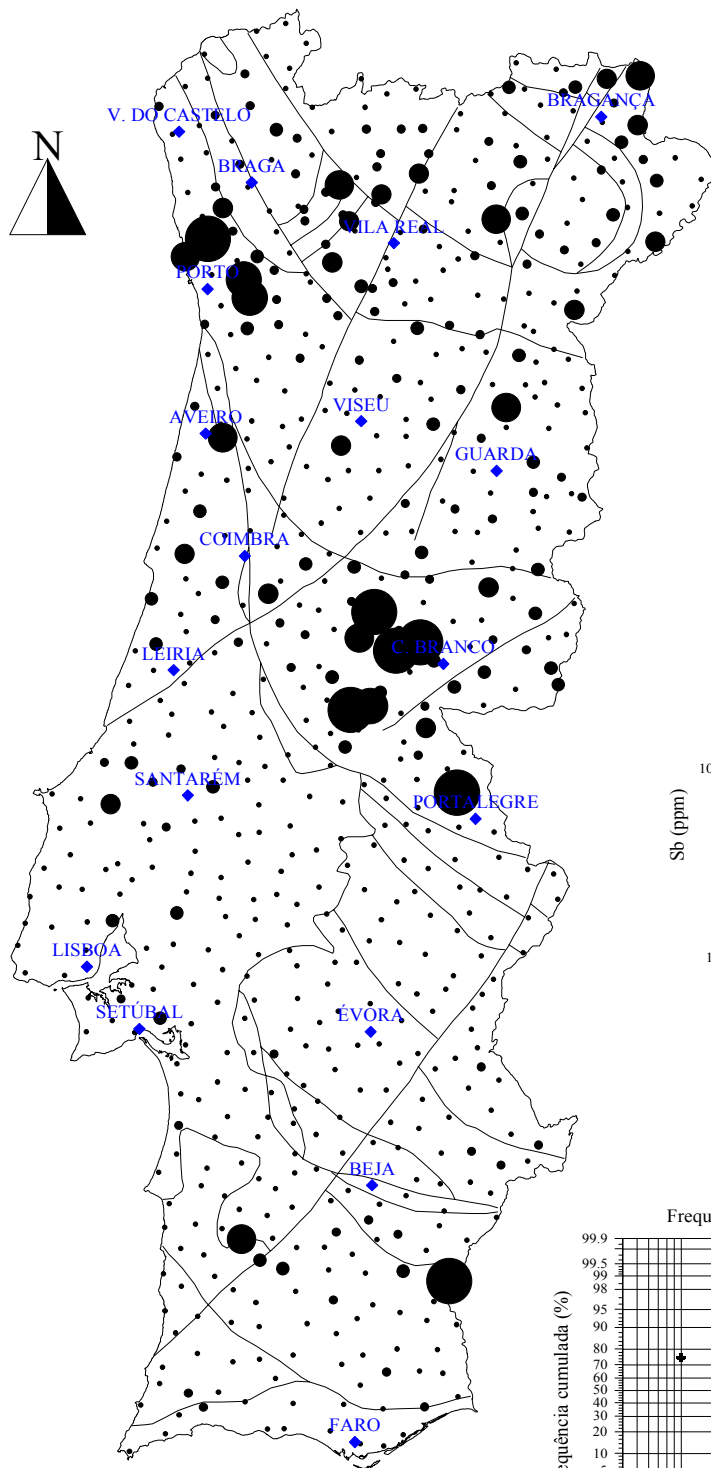 BRAGANÇA
V. DO CASTELO
N
BRAGA
VILA REAL
PORTO
VISEU
AVEIRO
GUARDA
COIMBRA
C. BRANCO
LEIRIA
10
SANTARÉM
PORTALEGRE
Sb (ppm)
LISBOA
1
SETÚBAL
ÉVORA
BEJA
Frequ
99.9
99.5
99
98
95
90
80
70
60
50
40
30
20
10
equência cumulada (%)
FARO